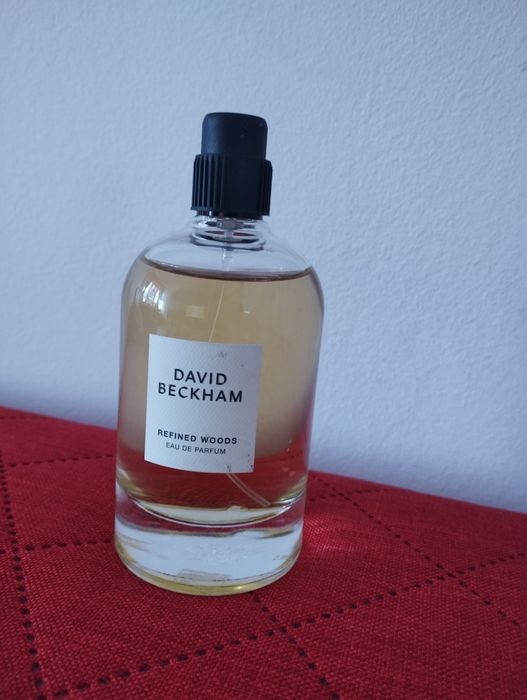 DAVID
BECKHAM
REFINED WOODS
EAU DE PARFUM